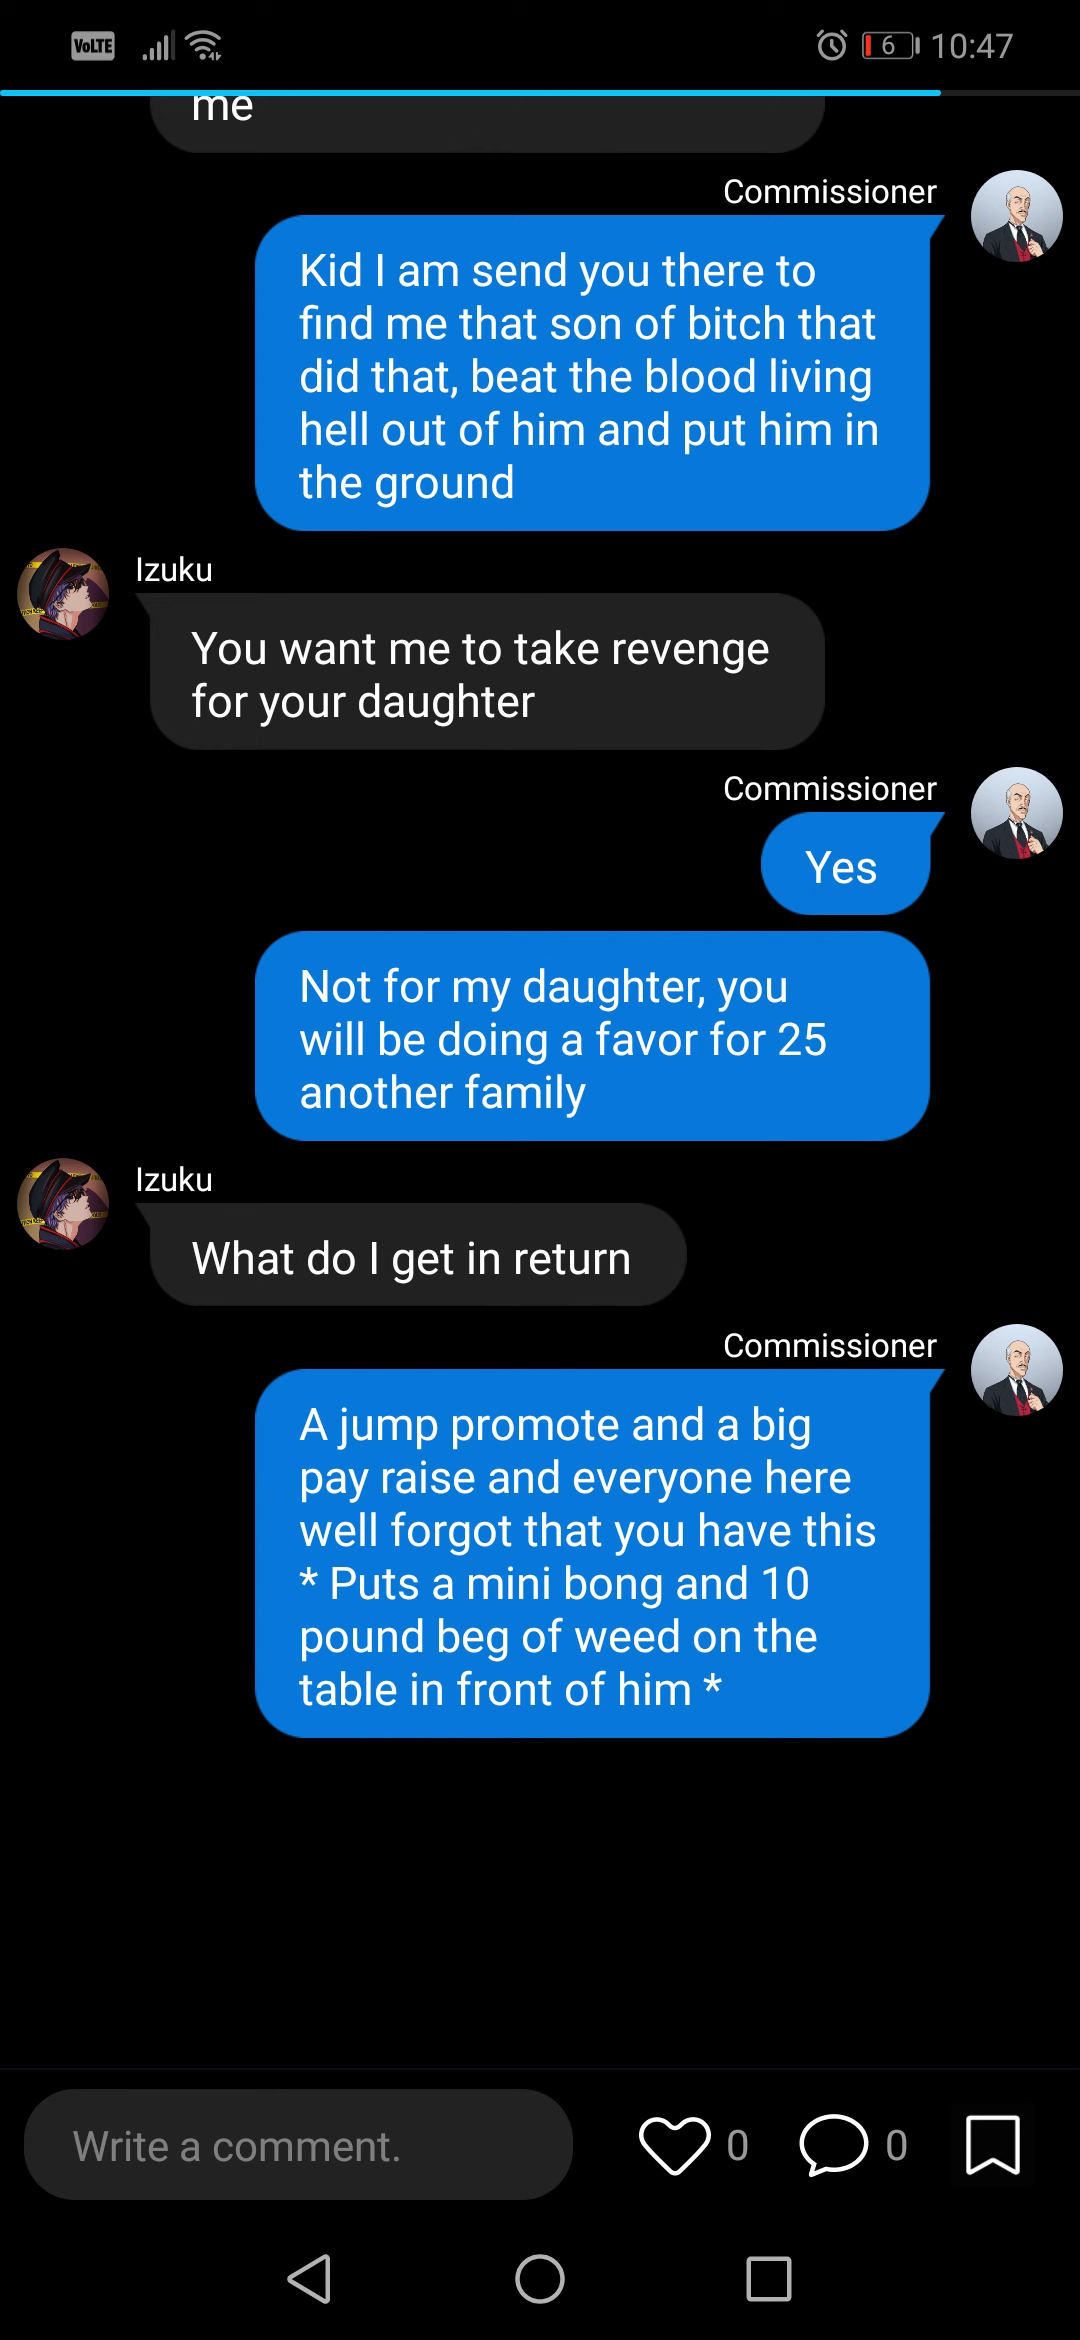 VoLTE 6 10:47
me
Commissioner
Kid I am send you there to
find me that son of bitch that
did that, beat the blood living
hell out of him and put him in
the ground
Izuku
You want me to take revenge
for your daughter
Commissioner
Yes
Not for my daughter, you
will be doing a favor for 25
another family
Izuku
What do I get in return
Commissioner
A jump promote and a big
pay raise and everyone here
well forgot that you have this
* Puts a mini bong and 10
pound beg of weed on the
table in front of him *
Write a comment. 0 0